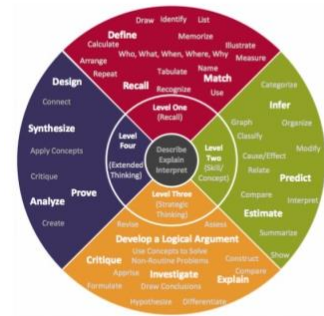 Draw Identify List
Define Memorize
Calculate Illustrate
Who, What, When, Where, Why
Arrange Measure
Tabulate Name
Repeat Match
Recall Recognize Use
Level One
(Recall)
Design
Connect
Synthesize
Apply Concepts
Critique
Prove
Analyze
Create
Level
Four
(Extended
Thinking)
Describe
Explain
Interpret
Level
Two
(Skill/
Concept)
Categorize
Infer
Graph Organize
Classify
Modify
Cause/Effect
Relate Predict
Compare Interpret
Estimate
Summarize
Show
Level Three
(Strategic
Thinking)
Revise Assess
Develop a Logical Argument
Use Concepts to Solve
Critique Non-Routine Problems Construct
Apprise Investigate Compare
Formulate Draw Conclusions Explain
Hypothesize Differentiate